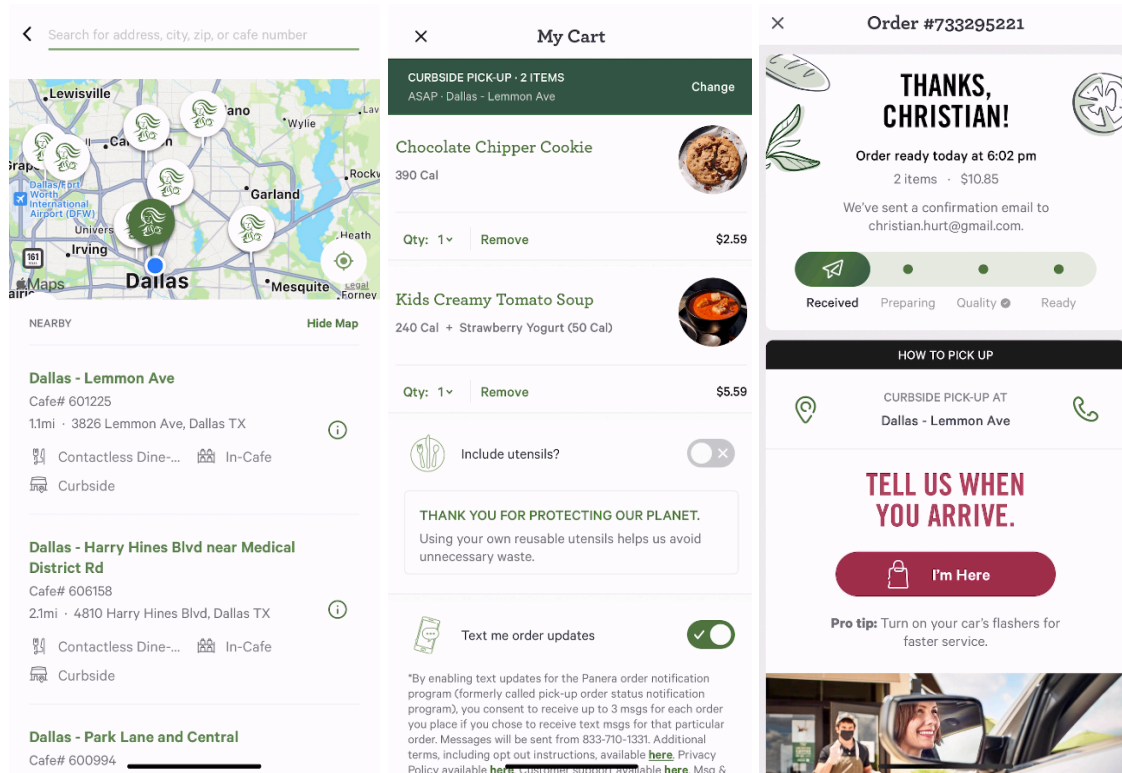 Search for address, city, zip, or cafe number
Lewisville
Wylie
Garland
Dallas/Fort
Worth
International
Airport (DFW)
Irving
Heath
161
Maps
Dallas
Mesquite
Legal
Forney
NEARBY
Hide Map
Dallas - Lemmon Ave
Cafe# 601225
1.1mi · 3826 Lemmon Ave, Dallas TX
Contactless Dine-... In-Cafe
Curbside
Dallas - Harry Hines Blvd near Medical
District Rd
Cafe# 606158
2.1mi · 4810 Harry Hines Blvd, Dallas TX
Contactless Dine-... In-Cafe
Curbside
Dallas - Park Lane and Central
Cafe# 600994
My Cart
CURBSIDE PICK-UP · 2 ITEMS
ASAP · Dallas - Lemmon Ave
Change
Chocolate Chipper Cookie
390 Cal
Qty: 1 Remove $2.59
Kids Creamy Tomato Soup
240 Cal + Strawberry Yogurt (50 Cal)
Qty: 1 Remove $5.59
Include utensils?
THANK YOU FOR PROTECTING OUR PLANET.
Using your own reusable utensils helps us avoid
unnecessary waste.
Text me order updates
*By enabling text updates for the Panera order notification
program (formerly called pick-up order status notification
program), you consent to receive up to 3 msgs for each order
you place if you chose to receive text msgs for that particular
order. Messages will be sent from 833-710-1331. Additional
terms, including opt out instructions, available here. Privacy
Policy available here. Customer support available here. Msg &
Order #733295221
THANKS,
CHRISTIAN!
Order ready today at 6:02 pm
2 items · $10.85
We've sent a confirmation email to
christian.hurt@gmail.com.
Received Preparing Quality Ready
HOW TO PICK UP
CURBSIDE PICK-UP AT
Dallas - Lemmon Ave
TELL US WHEN
YOU ARRIVE.
I'm Here
Pro tip: Turn on your car's flashers for
faster service.